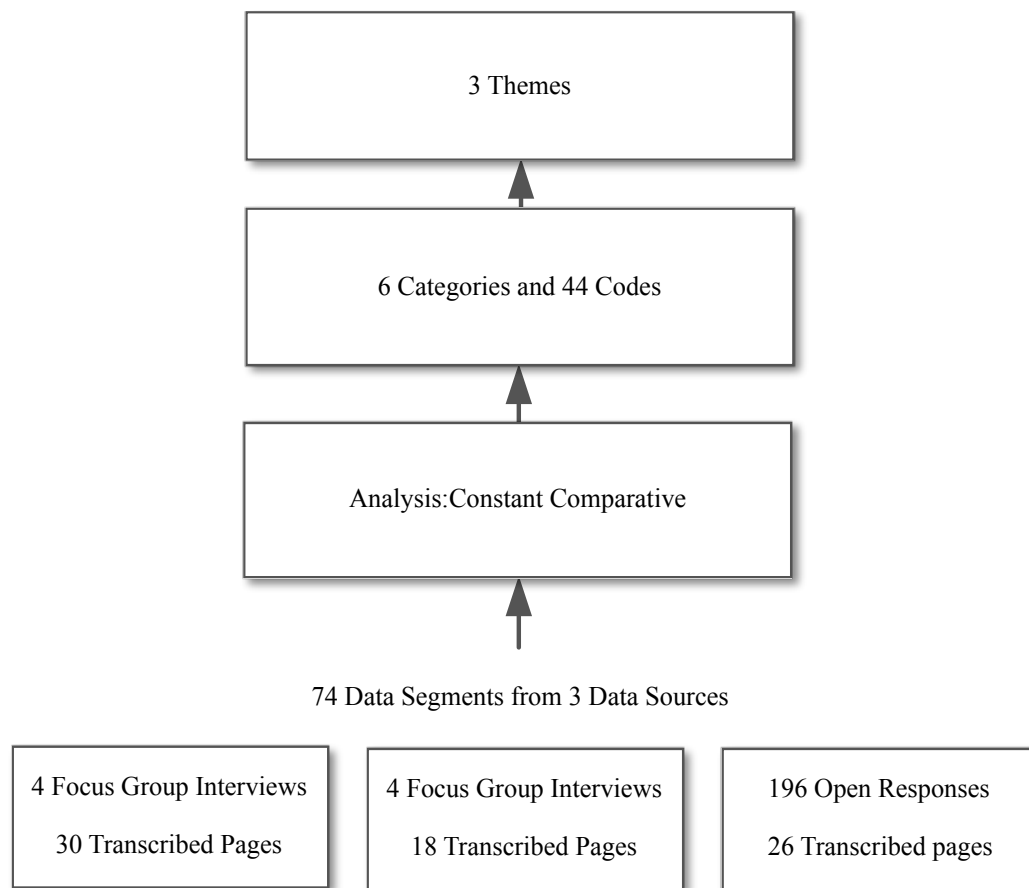 3 Themes
6 Categories and 44 Codes
Analysis:Constant Comparative
74 Data Segments from 3 Data Sources
4 Focus Group Interviews
30 Transcribed Pages
4 Focus Group Interviews
18 Transcribed Pages
196 Open Responses
26 Transcribed pages